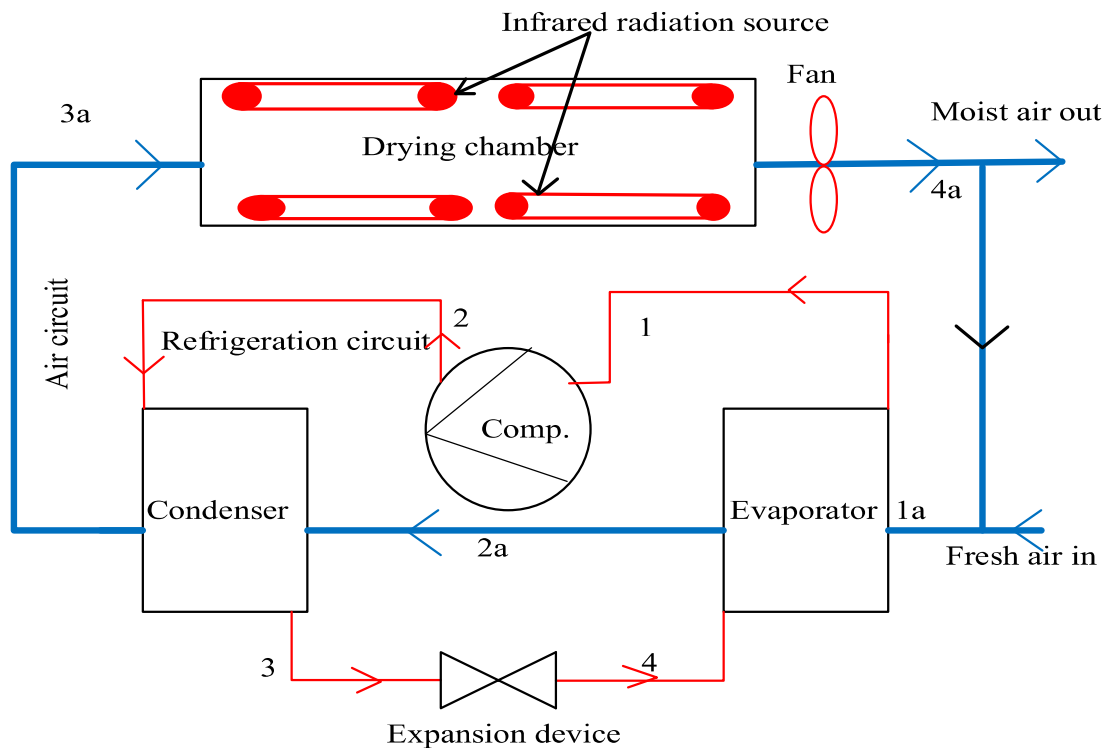 Infrared radiation source
Fan
3a
Moist air out
Drying chamber
4a
Air circuit
2
1
Refrigeration circuit
Comp.
Condenser
Evaporator
1a
2a
Fresh air in
3
4
Expansion device